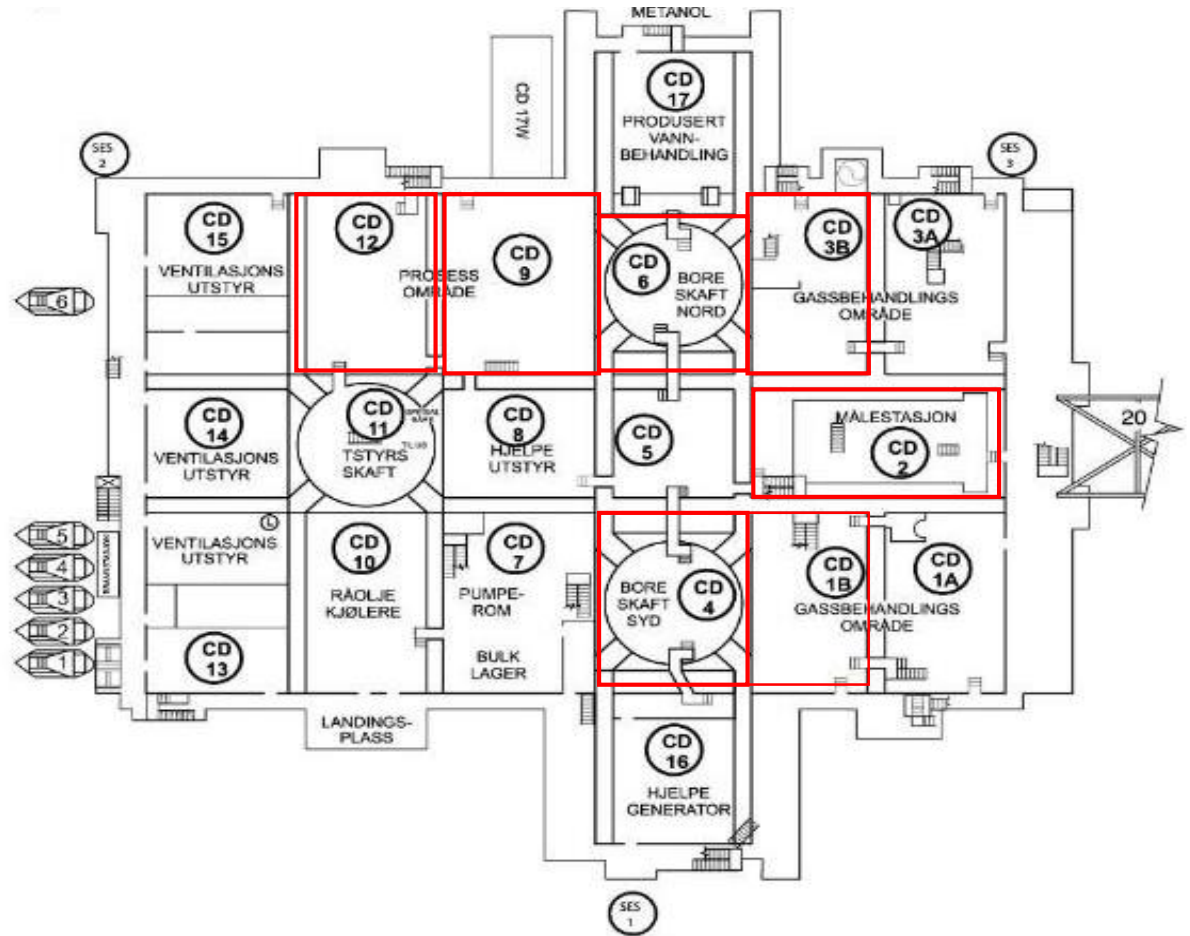 METANOL
CD
17
PRODUSERT
VANN-
BEHANDLING
CD 17W
SES
2
SES
3
CD
15
VENTILASJONS
UTSTYR
CD
12
CD
9
PROSESS
OMRÅDE
CD
6
BORE
SKAFT
NORD
CD
3B
CD
3A
GASSBEHANDLINGS
OMRÅDE
6
CD
14
VENTILASJONS
UTSTYR
CD
11
TSTYRS
SKAFT
CD
8
HJELPE
UTSTYR
CD
5
MÅLESTASJON
CD
2
20
5
4
3
2
1
L
VENTILASJONS
UTSTYR
CD
13
CD
10
RÅOLJE
KJØLERE
CD
7
PUMPE-
ROM
BULK
LAGER
BORE
SKAFT
SYD
CD
4
CD
1B
CD
1A
GASSBEHANDLINGS
OMRÅDE
LANDINGS-
PLASS
CD
16
HJELPE
GENERATOR
SES
1